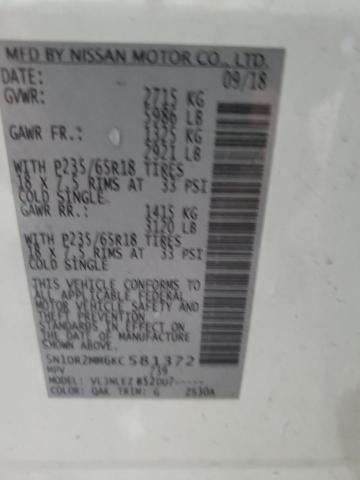 MFD BY NISSAN MOTOR CO., LTD.
DATE: 09/18
GVWR: 2715 KG
5986 LB
GAWR FR.: 1325 KG
2921 LB
WITH P235/65R18 TIRES
18 X 7.5 RIMS AT 33 PSI
COLD SINGLE
GAWR RR.: 1415 KG
3120 LB
WITH P235/65R18 TIRES
18 X 7.5 RIMS AT 33 PSI
COLD SINGLE
THIS VEHICLE CONFORMS TO
ALL APPLICABLE FEDERAL
MOTOR VEHICLE SAFETY AND
THEFT PREVENTION
STANDARDS IN EFFECT ON
THE DATE OF MANUFACTURE
SHOWN ABOVE.
5N1DR2MM6KC581372
MPV 739
MODEL:
COLOR: QAK TRIM: G 2530A